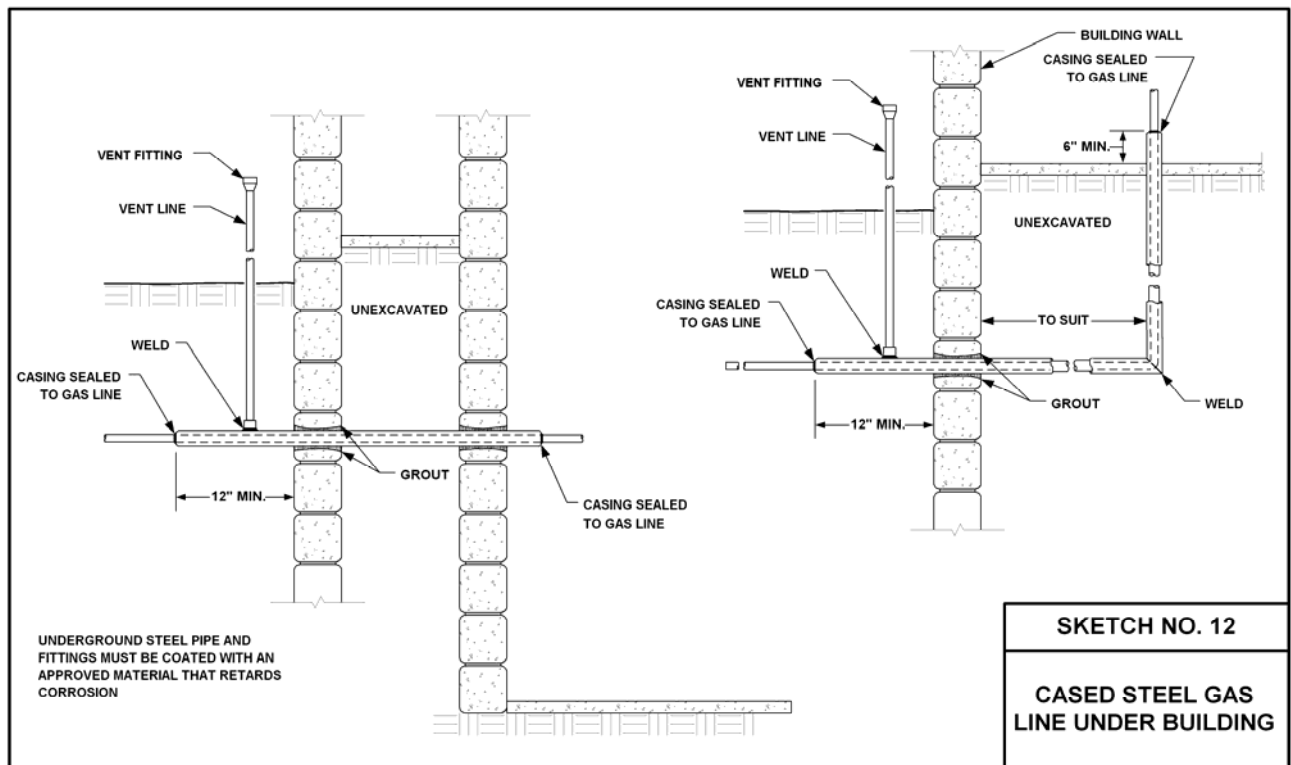 VENT FITTING
VENT LINE
UNEXCAVATED
WELD
CASING SEALED
TO GAS LINE
12" MIN.
GROUT
CASING SEALED
TO GAS LINE
UNDERGROUND STEEL PIPE AND
FITTINGS MUST BE COATED WITH AN
APPROVED MATERIAL THAT RETARDS
CORROSION
BUILDING WALL
CASING SEALED
TO GAS LINE
VENT FITTING
VENT LINE
6" MIN.
UNEXCAVATED
WELD
CASING SEALED
TO GAS LINE
TO SUIT
12" MIN.
GROUT
WELD
SKETCH NO. 12
CASED STEEL GAS
LINE UNDER BUILDING